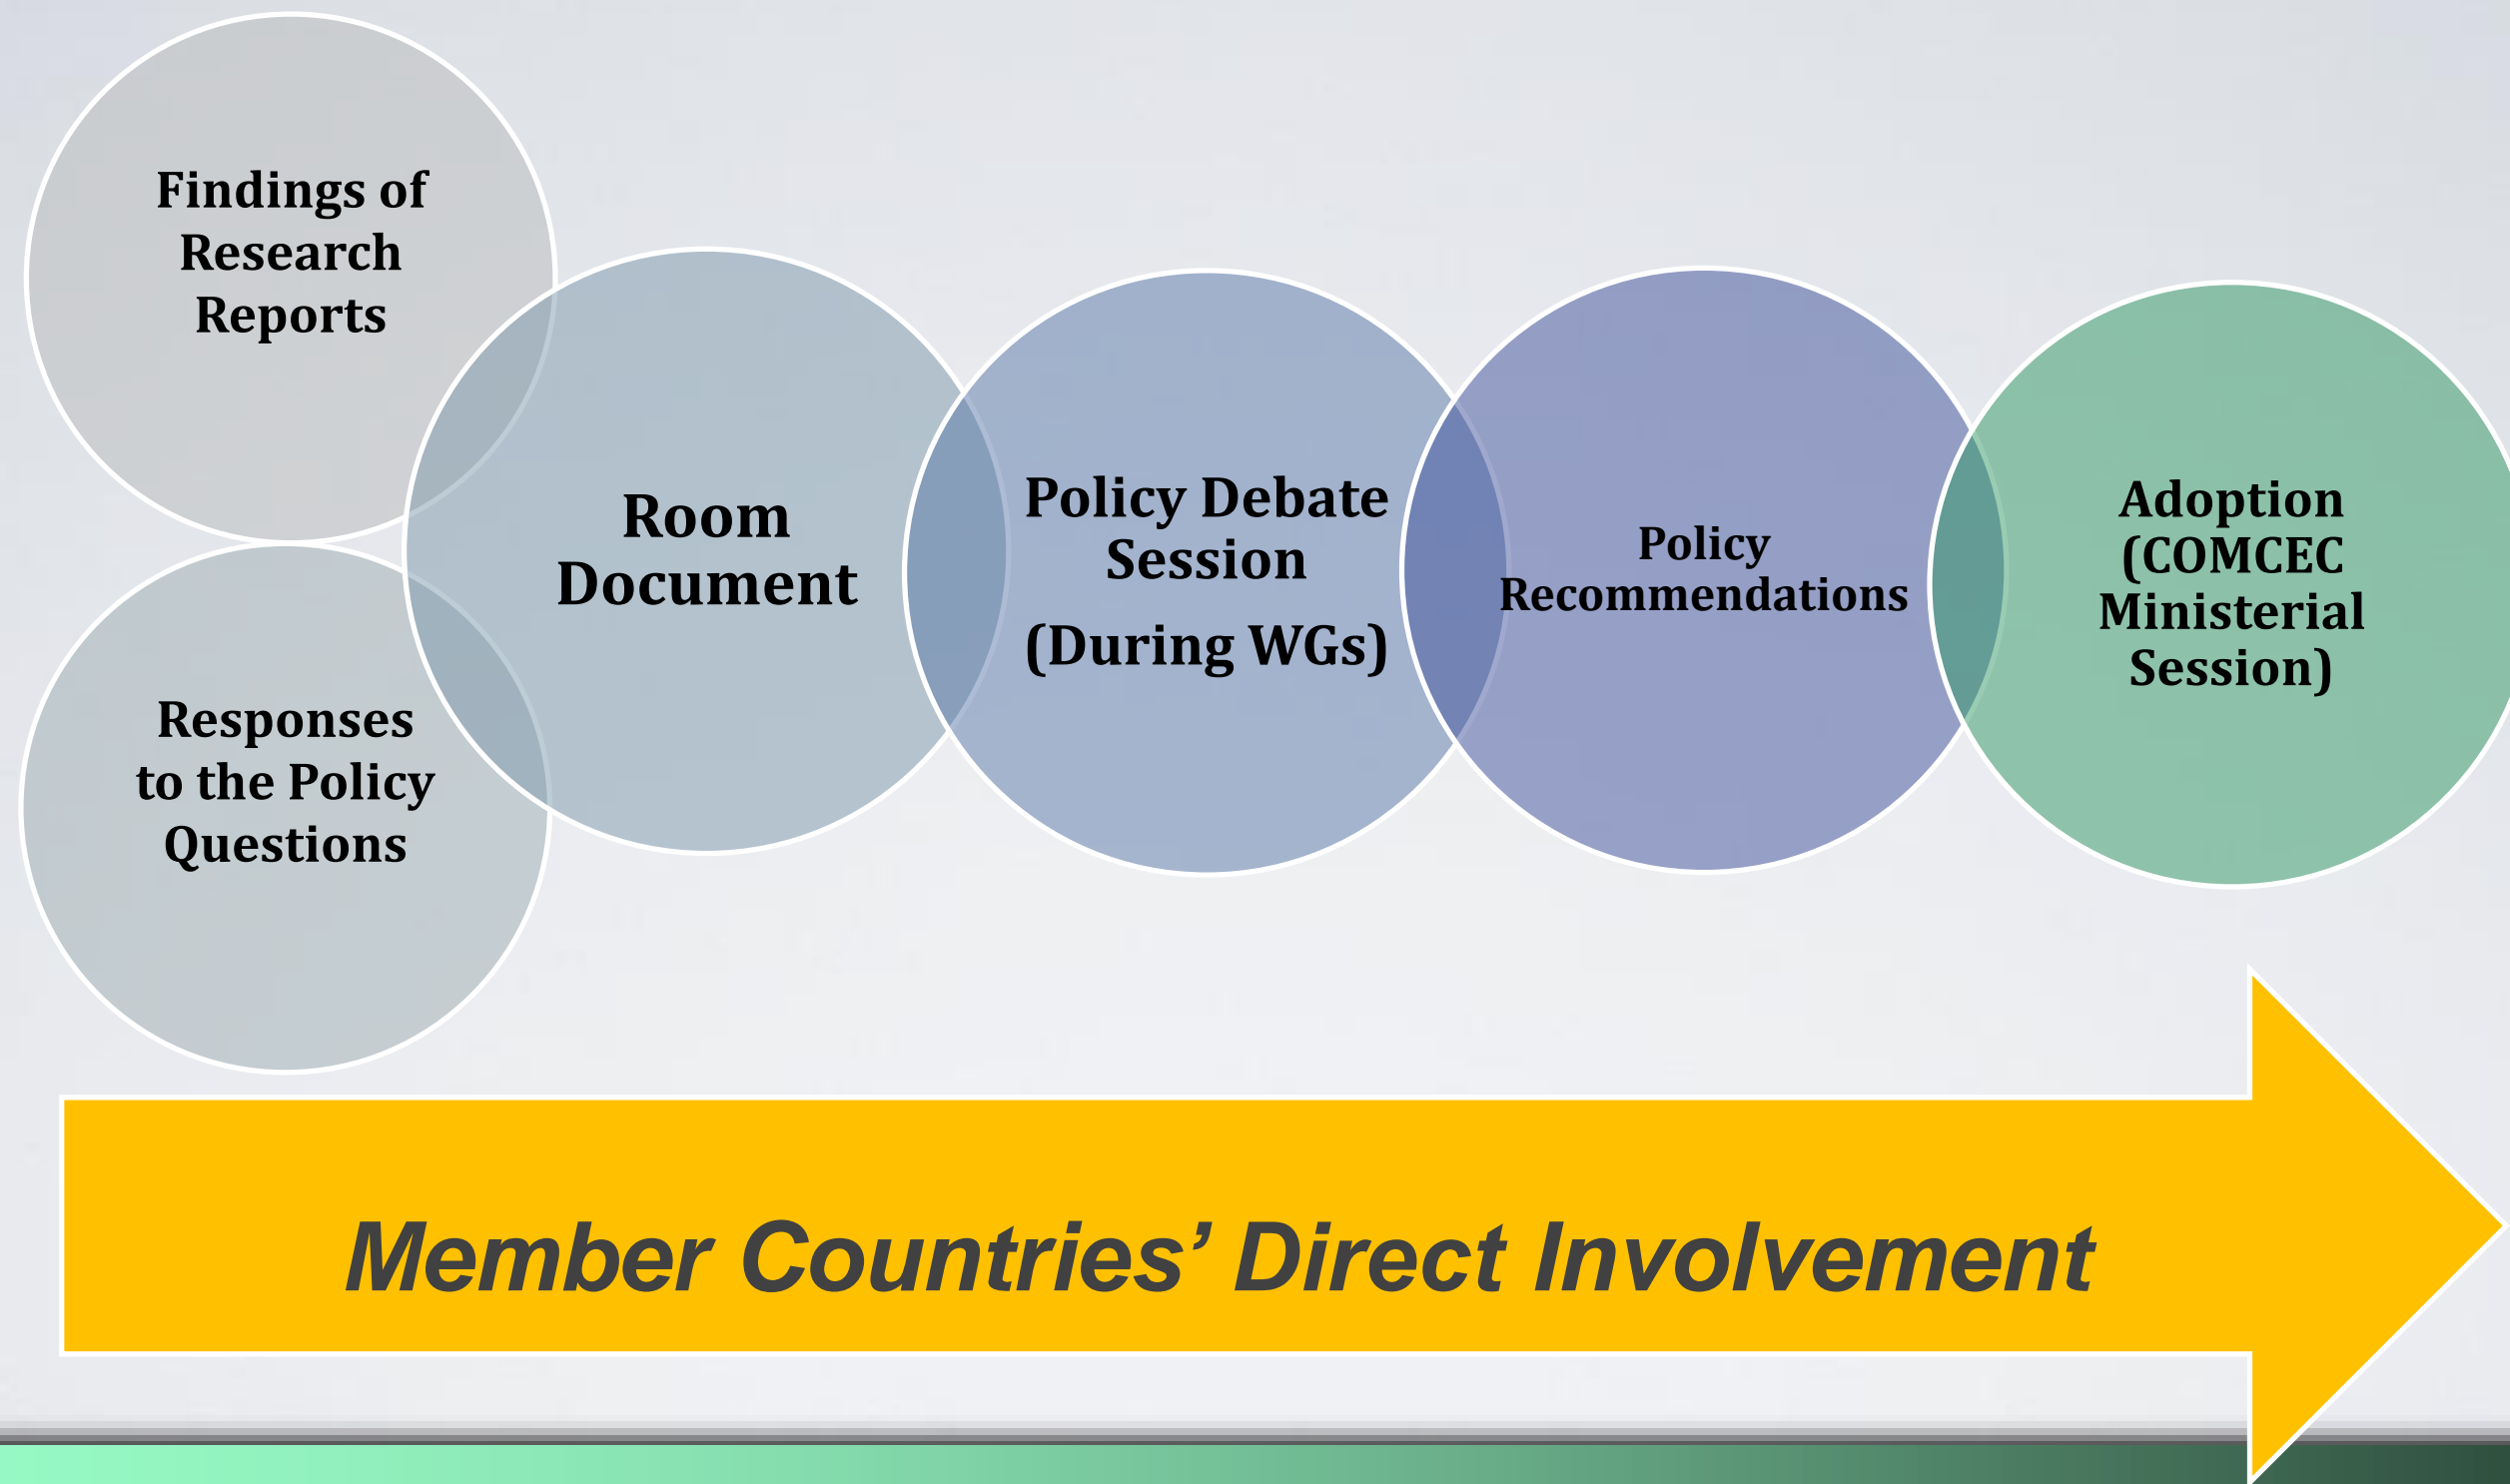 Findings of
Research
Reports
Responses
to the Policy
Questions
Room
Document
Policy Debate
Session
(During WGs)
Policy
Recommendations
Adoption
(COMCEC
Ministerial
Session)
Member Countries’ Direct Involvement